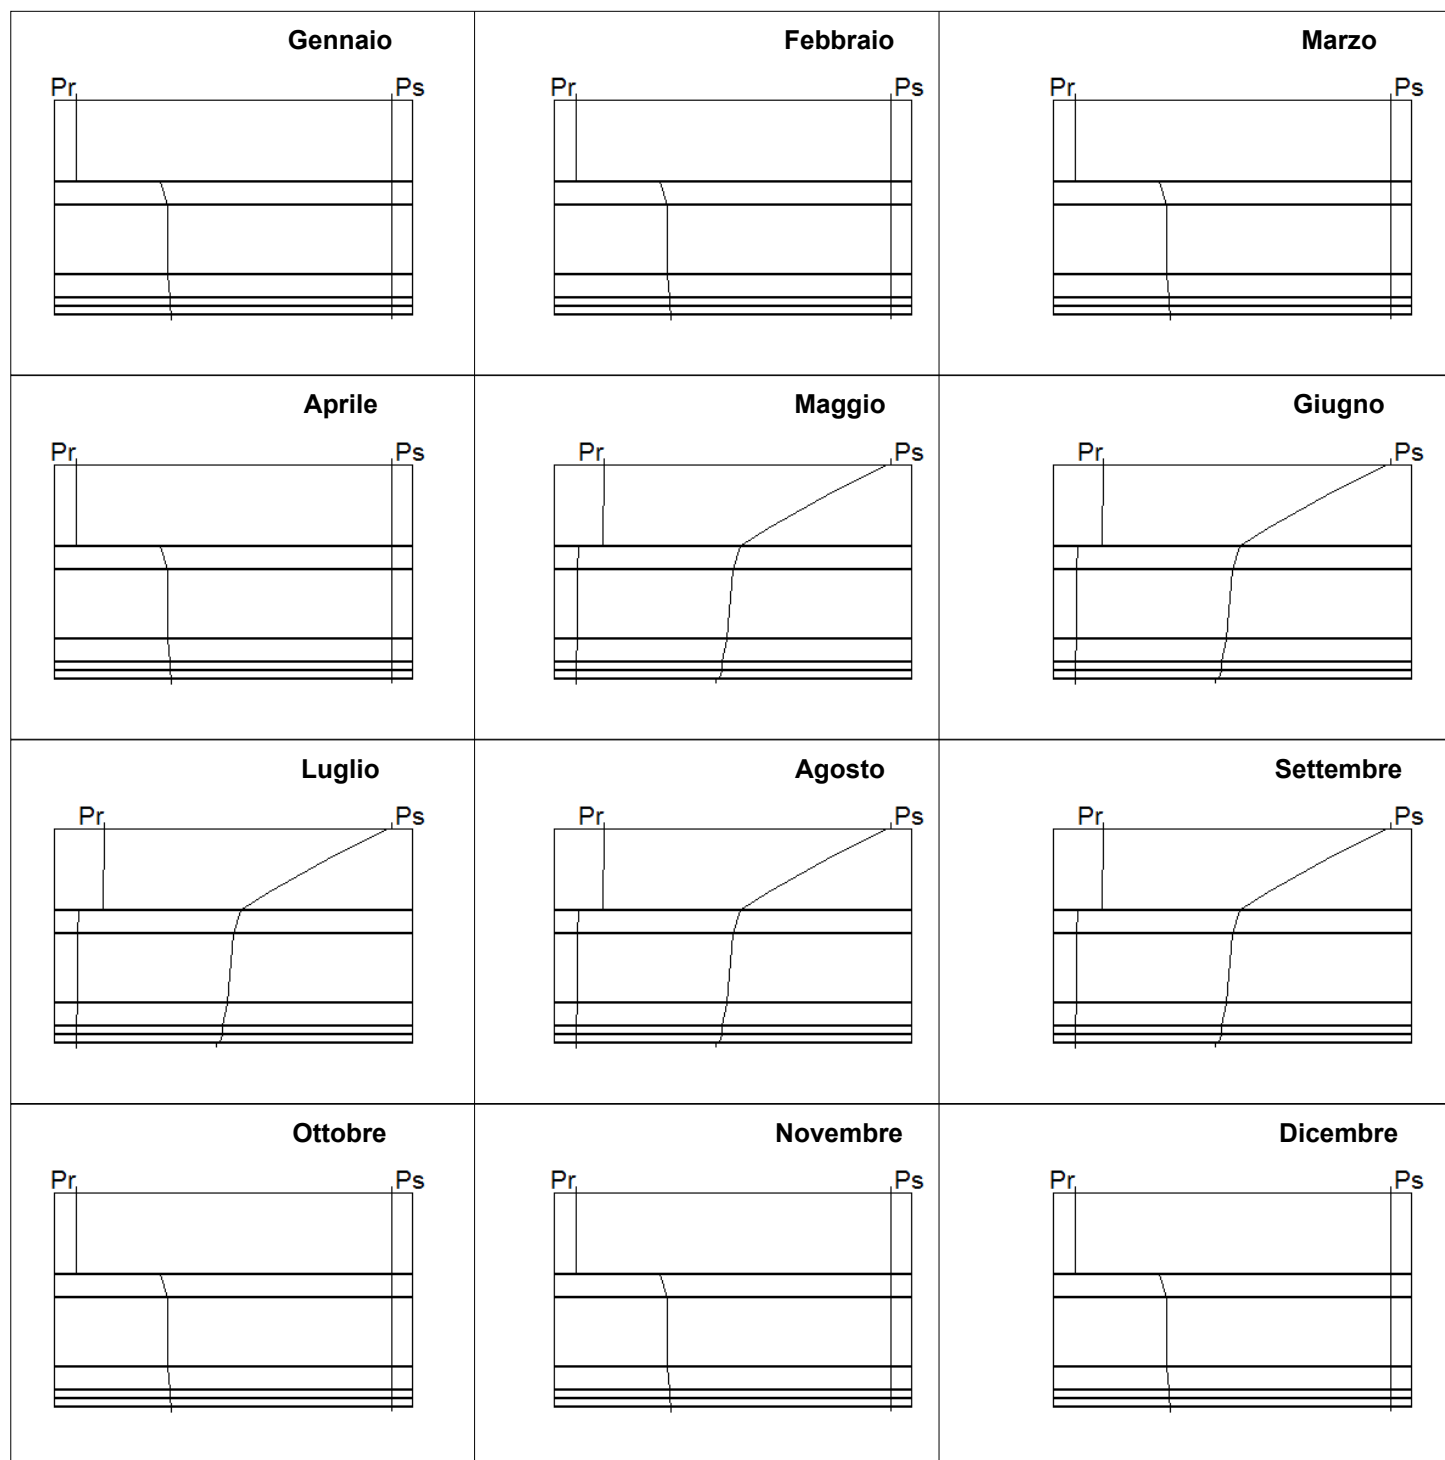 Gennaio
Febbraio
Marzo
Pr Ps
Pr Ps
Pr Ps
Aprile
Maggio
Giugno
Pr Ps
Pr Ps
Pr Ps
Luglio
Agosto
Settembre
Pr Ps
Pr Ps
Pr Ps
Ottobre
Novembre
Dicembre
Pr Ps
Pr Ps
Pr Ps